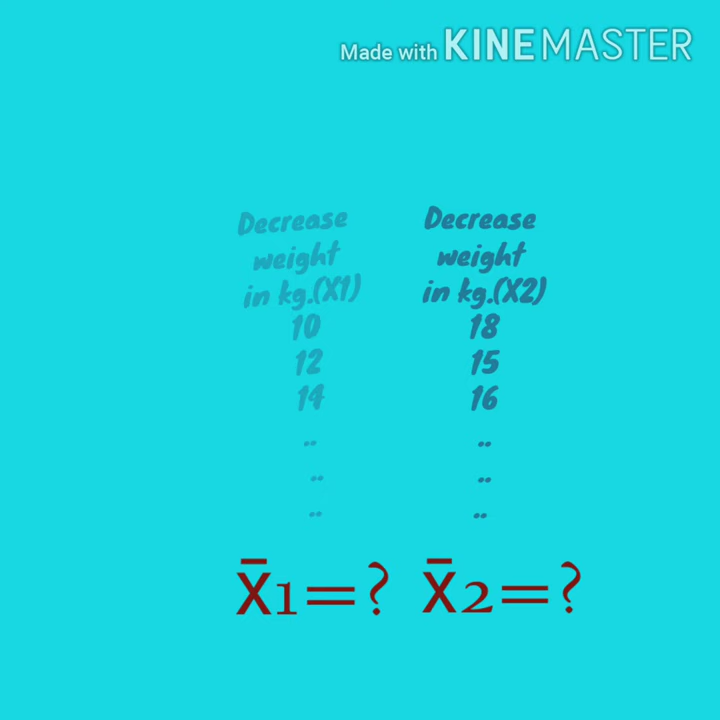 Made with KINEMASTER
Decrease
weight
in kg.(X1)
10
12
14
..
..
..
Decrease
weight
in kg.(X2)
18
15
16
..
..
..
x̄1=? x̄2=?